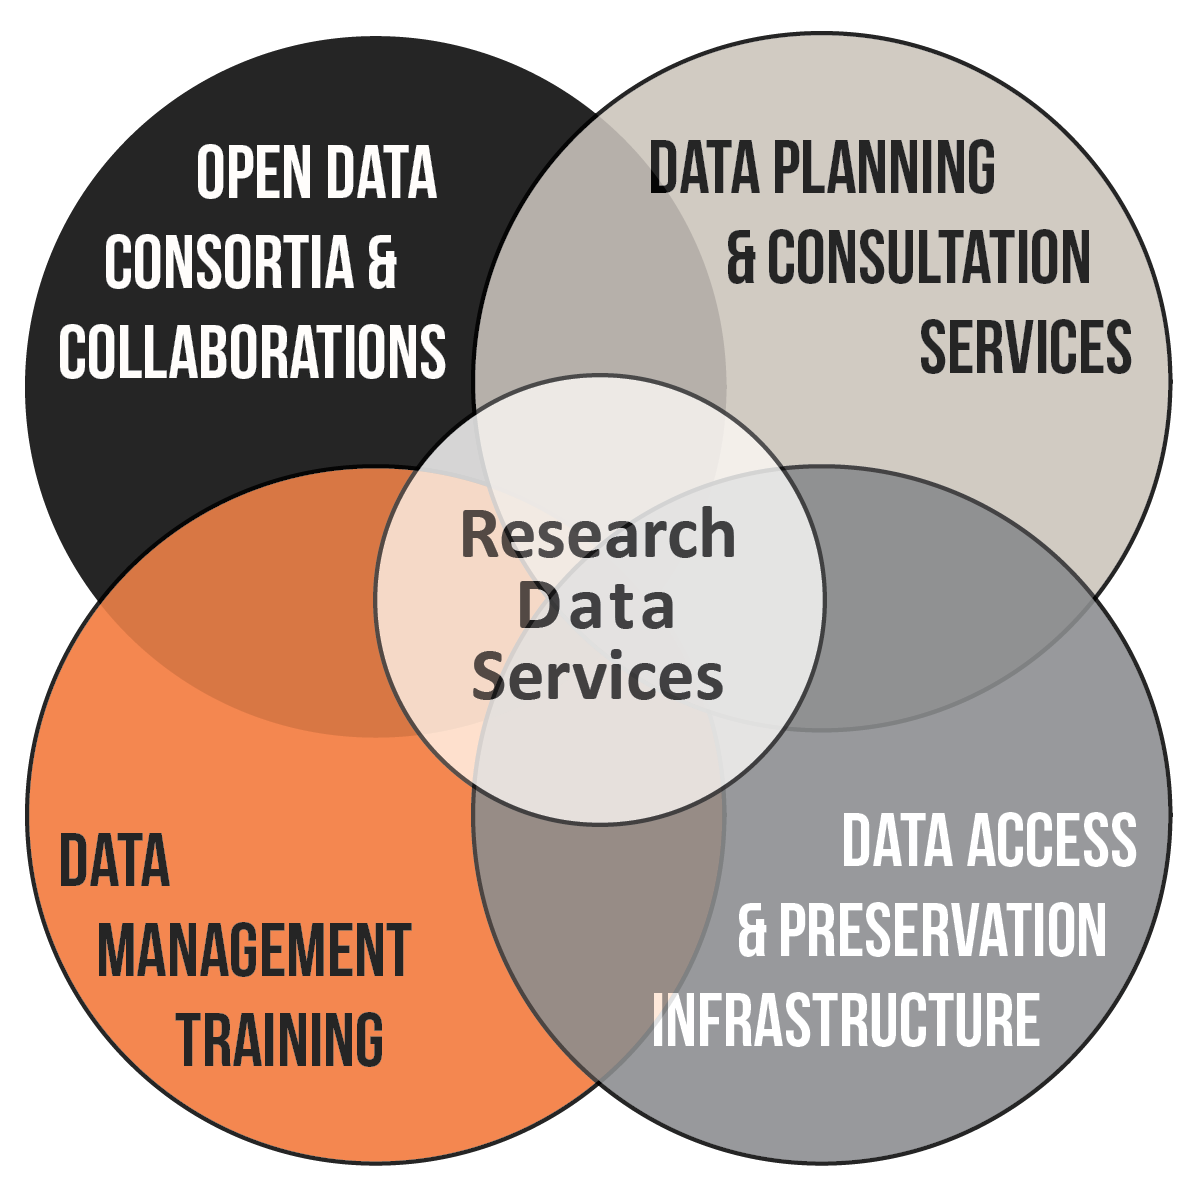 OPEN DATA
CONSORTIA &
COLLABORATIONS
DATA PLANNING
& CONSULTATION
SERVICES
Research
Data
Services
DATA
MANAGEMENT
TRAINING
DATA ACCESS
& PRESERVATION
INFRASTRUCTURE